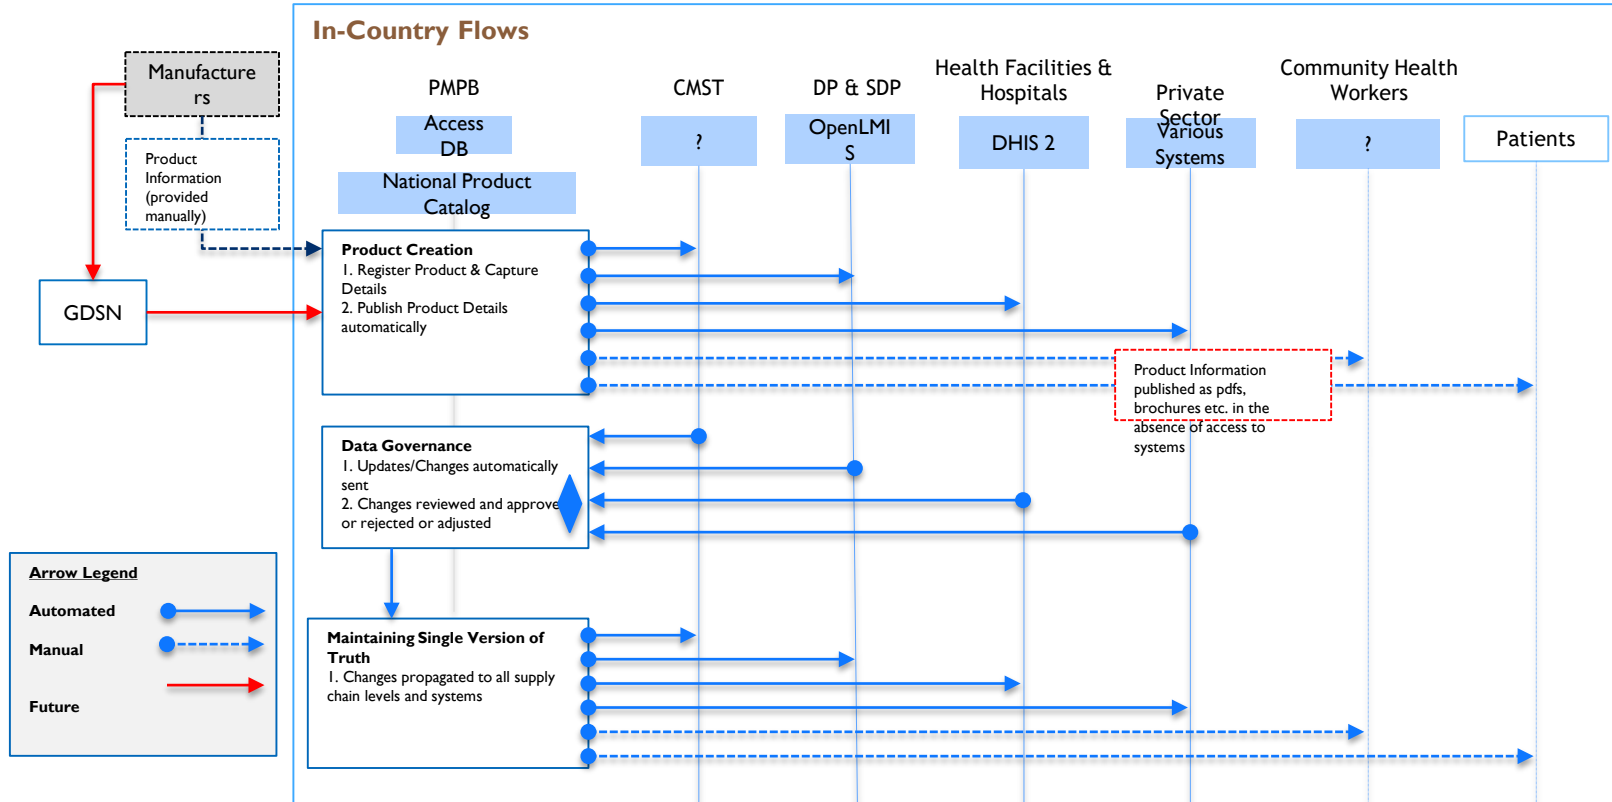 In-Country Flows
Manufacture
rs
Product
Information
(provided
manually)
GDSN
PMPB
Access
DB
National Product
Catalog
CMST
?
DP & SDP
OpenLMI
S
Health Facilities &
Hospitals
DHIS 2
Private
Sector
Various
Systems
Community Health
Workers
?
Patients
Product Creation
1. Register Product & Capture
Details
2. Publish Product Details
automatically
Product Information
published as pdfs,
brochures etc. in the
absence of access to
systems
Data Governance
1. Updates/Changes automatically
sent
2. Changes reviewed and approve
or rejected or adjusted
Maintaining Single Version of
Truth
1. Changes propagated to all supply
chain levels and systems
Arrow Legend
Automated
Manual
Future